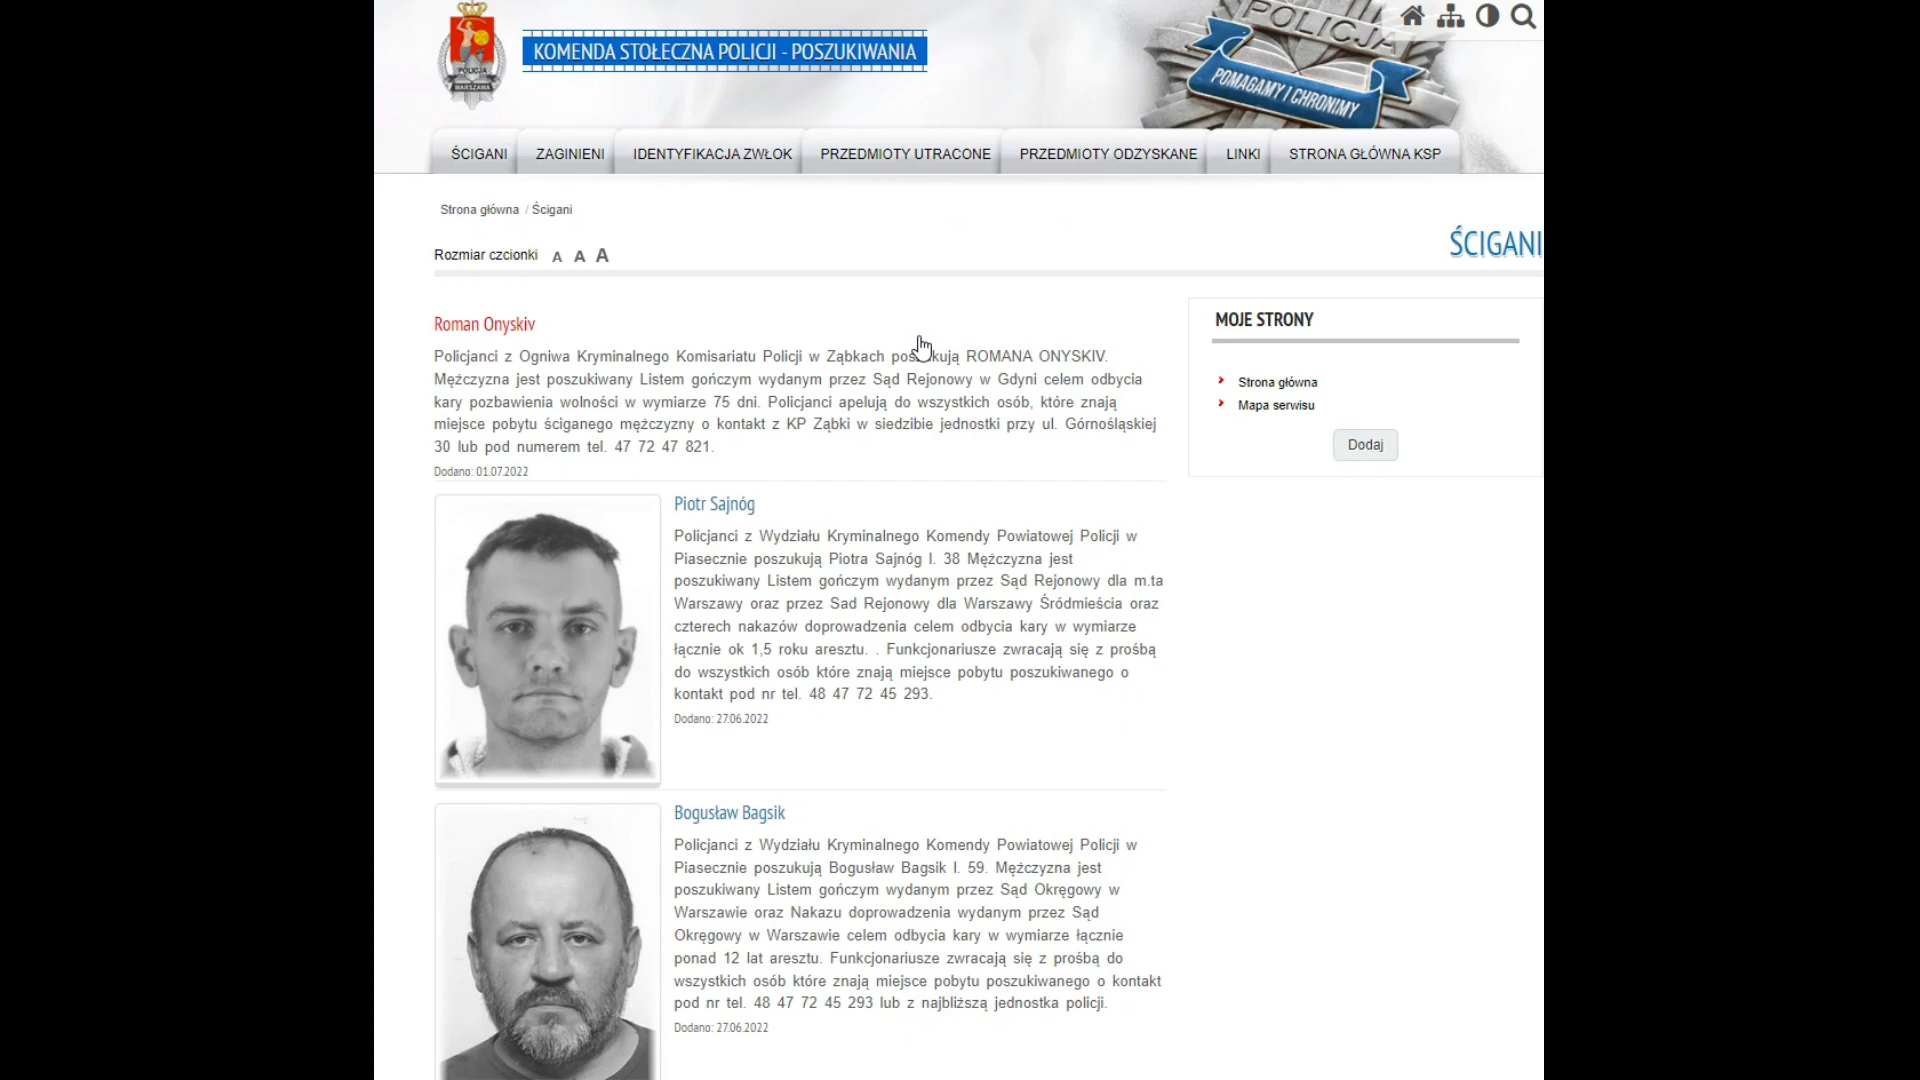 POLICJA
WARSZAWA
KOMENDA STOŁECZNA POLICJI - POSZUKIWANIA
POLICJA
POMAGAMY I CHRONIMY
ŚCIGANI
ZAGINIENI
IDENTYFIKACJA ZWŁOK
PRZEDMIOTY UTRACONE
PRZEDMIOTY ODZYSKANE
LINKI
STRONA GŁÓWNA KSP
Strona główna / Ścigani
ŚCIGANI
Rozmiar czcionki A A A
Roman Onyskiv
Policjanci z Ogniwa Kryminalnego Komisariatu Policji w Ząbkach poszukują ROMANA ONYSKIV.
Mężczyzna jest poszukiwany Listem gończym wydanym przez Sąd Rejonowy w Gdyni celem odbycia
kary pozbawienia wolności w wymiarze 75 dni. Policjanci apelują do wszystkich osób, które znają
miejsce pobytu ściganego mężczyzny o kontakt z KP Ząbki w siedzibie jednostki przy ul. Górnośląskiej
30 lub pod numerem tel. 47 72 47 821.
Dodano: 01.07.2022
MOJE STRONY
Strona główna
Mapa serwisu
Dodaj
Piotr Sajnóg
Policjanci z Wydziału Kryminalnego Komendy Powiatowej Policji w
Piasecznie poszukują Piotra Sajnóg l. 38 Mężczyzna jest
poszukiwany Listem gończym wydanym przez Sąd Rejonowy dla m.ta
Warszawy oraz przez Sad Rejonowy dla Warszawy Śródmieścia oraz
czterech nakazów doprowadzenia celem odbycia kary w wymiarze
łącznie ok 1,5 roku aresztu. . Funkcjonariusze zwracają się z prośbą
do wszystkich osób które znają miejsce pobytu poszukiwanego o
kontakt pod nr tel. 48 47 72 45 293.
Dodano: 27.06.2022
Bogusław Bagsik
Policjanci z Wydziału Kryminalnego Komendy Powiatowej Policji w
Piasecznie poszukują Bogusław Bagsik l. 59. Mężczyzna jest
poszukiwany Listem gończym wydanym przez Sąd Okręgowy w
Warszawie oraz Nakazu doprowadzenia wydanym przez Sąd
Okręgowy w Warszawie celem odbycia kary w wymiarze łącznie
ponad 12 lat aresztu. Funkcjonariusze zwracają się z prośbą do
wszystkich osób które znają miejsce pobytu poszukiwanego o kontakt
pod nr tel. 48 47 72 45 293 lub z najbliższą jednostka policji.
Dodano: 27.06.2022